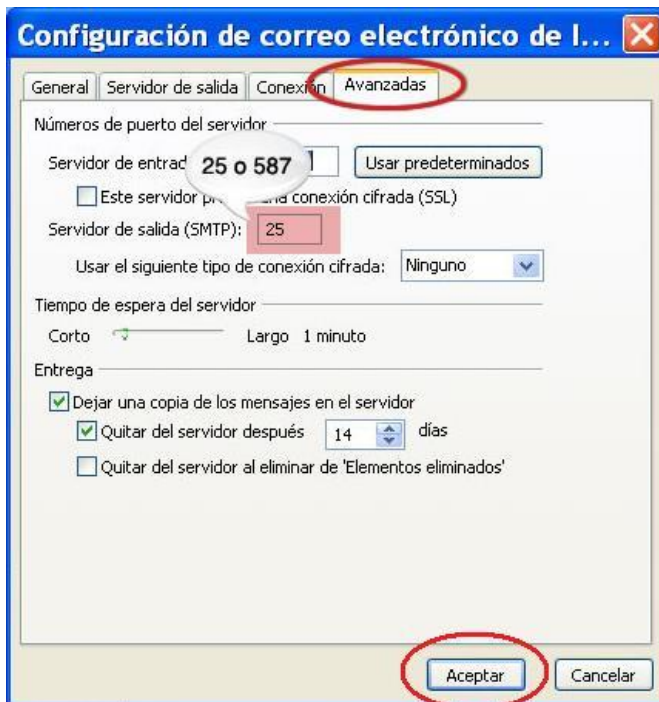 Configuración de correo electrónico de I...
General Servidor de salida Conexión Avanzadas
Números de puerto del servidor
Servidor de entrad Usar predeterminados
25 o 587
Este servidor una conexión cifrada (SSL)
Servidor de salida (SMTP): 25
Usar el siguiente tipo de conexión cifrada: Ninguno
Tiempo de espera del servidor
Corto Largo 1 minuto
Entrega
Dejar una copia de los mensajes en el servidor
Quitar del servidor después 14 días
Quitar del servidor al eliminar de 'Elementos eliminados'
Aceptar Cancelar